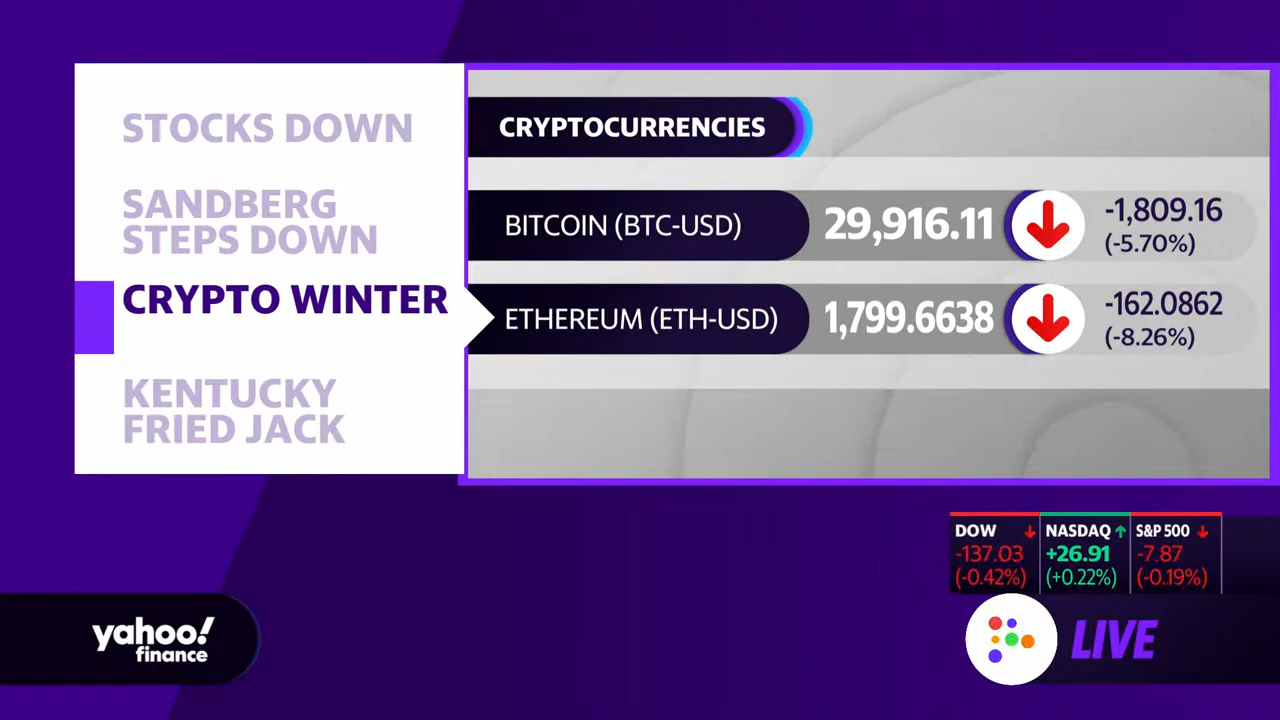 STOCKS DOWN
SANDBERG
STEPS DOWN
CRYPTO WINTER
KENTUCKY
FRIED JACK
CRYPTOCURRENCIES
BITCOIN (BTC-USD) 29,916.11 -1,809.16
(-5.70%)
ETHEREUM (ETH-USD) 1,799.6638 -162.0862
(-8.26%)
DOW NASDAQ S&P 500
-137.03 +26.91 -7.87
(-0.42%) (+0.22%) (-0.19%)
yahoo!
finance
LIVE